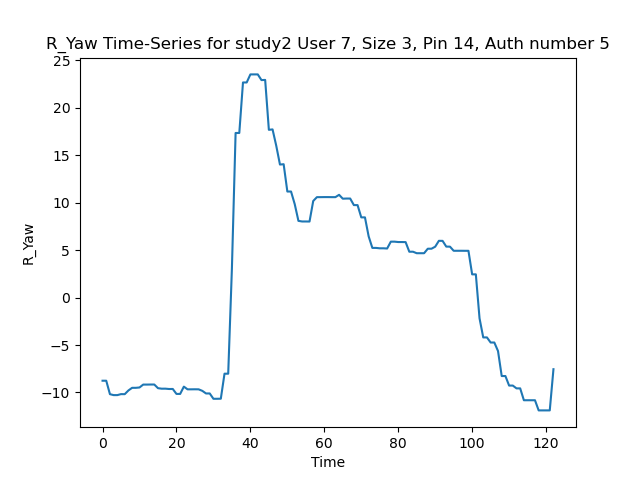 R_Yaw Time-Series for study2 User 7, Size 3, Pin 14, Auth number 5
25
20
15
10
5
0
−5
−10
R_Yaw
0 20 40 60 80 100 120
Time